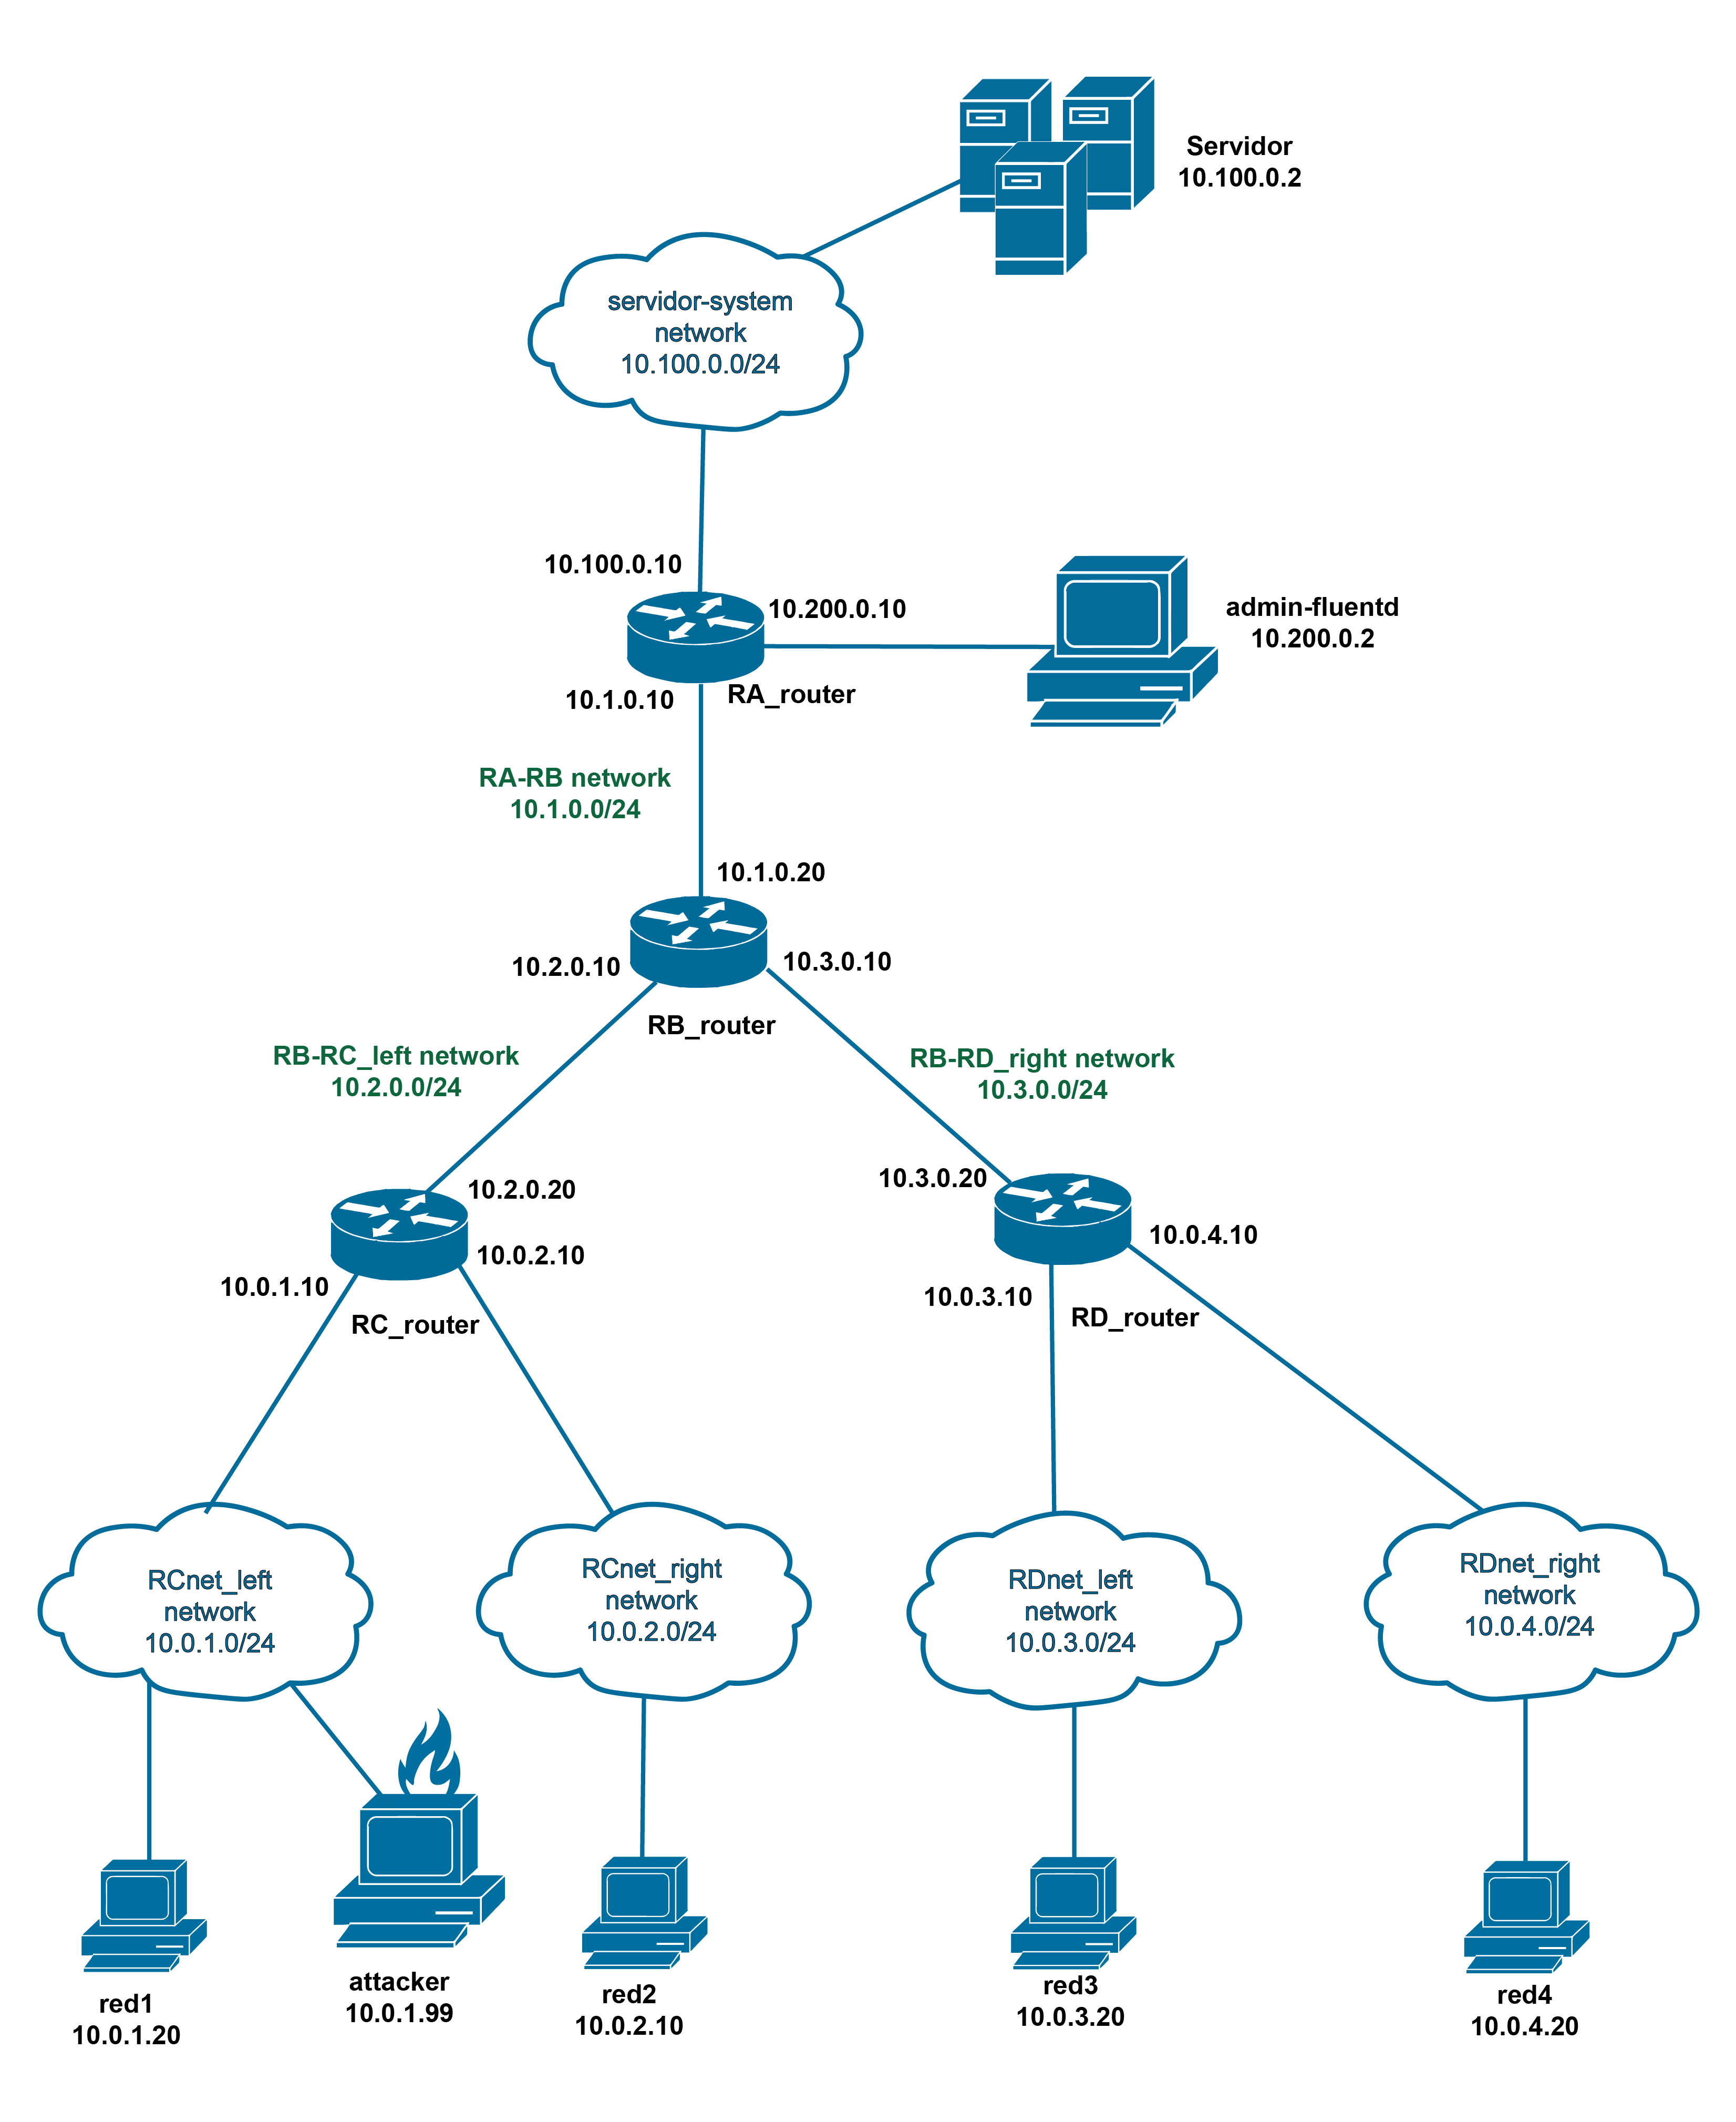 Servidor
10.100.0.2
servidor-system
network
10.100.0.0/24
10.100.0.10
10.200.0.10
admin-fluentd
10.200.0.2
10.1.0.10
RA_router
RA-RB network
10.1.0.0/24
10.1.0.20
10.2.0.10
10.3.0.10
RB_router
RB-RC_left network
10.2.0.0/24
RB-RD_right network
10.3.0.0/24
10.2.0.20
10.3.0.20
10.0.1.10
10.0.2.10
RC_router
10.0.3.10
10.0.4.10
RD_router
RCnet_left
network
10.0.1.0/24
RCnet_right
network
10.0.2.0/24
RDnet_left
network
10.0.3.0/24
RDnet_right
network
10.0.4.0/24
red1
10.0.1.20
attacker
10.0.1.99
red2
10.0.2.10
red3
10.0.3.20
red4
10.0.4.20